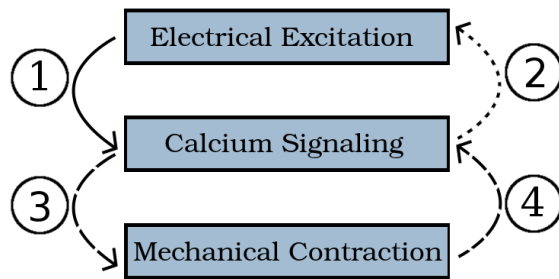 Electrical Excitation
1
2
Calcium Signaling
3
4
Mechanical Contraction